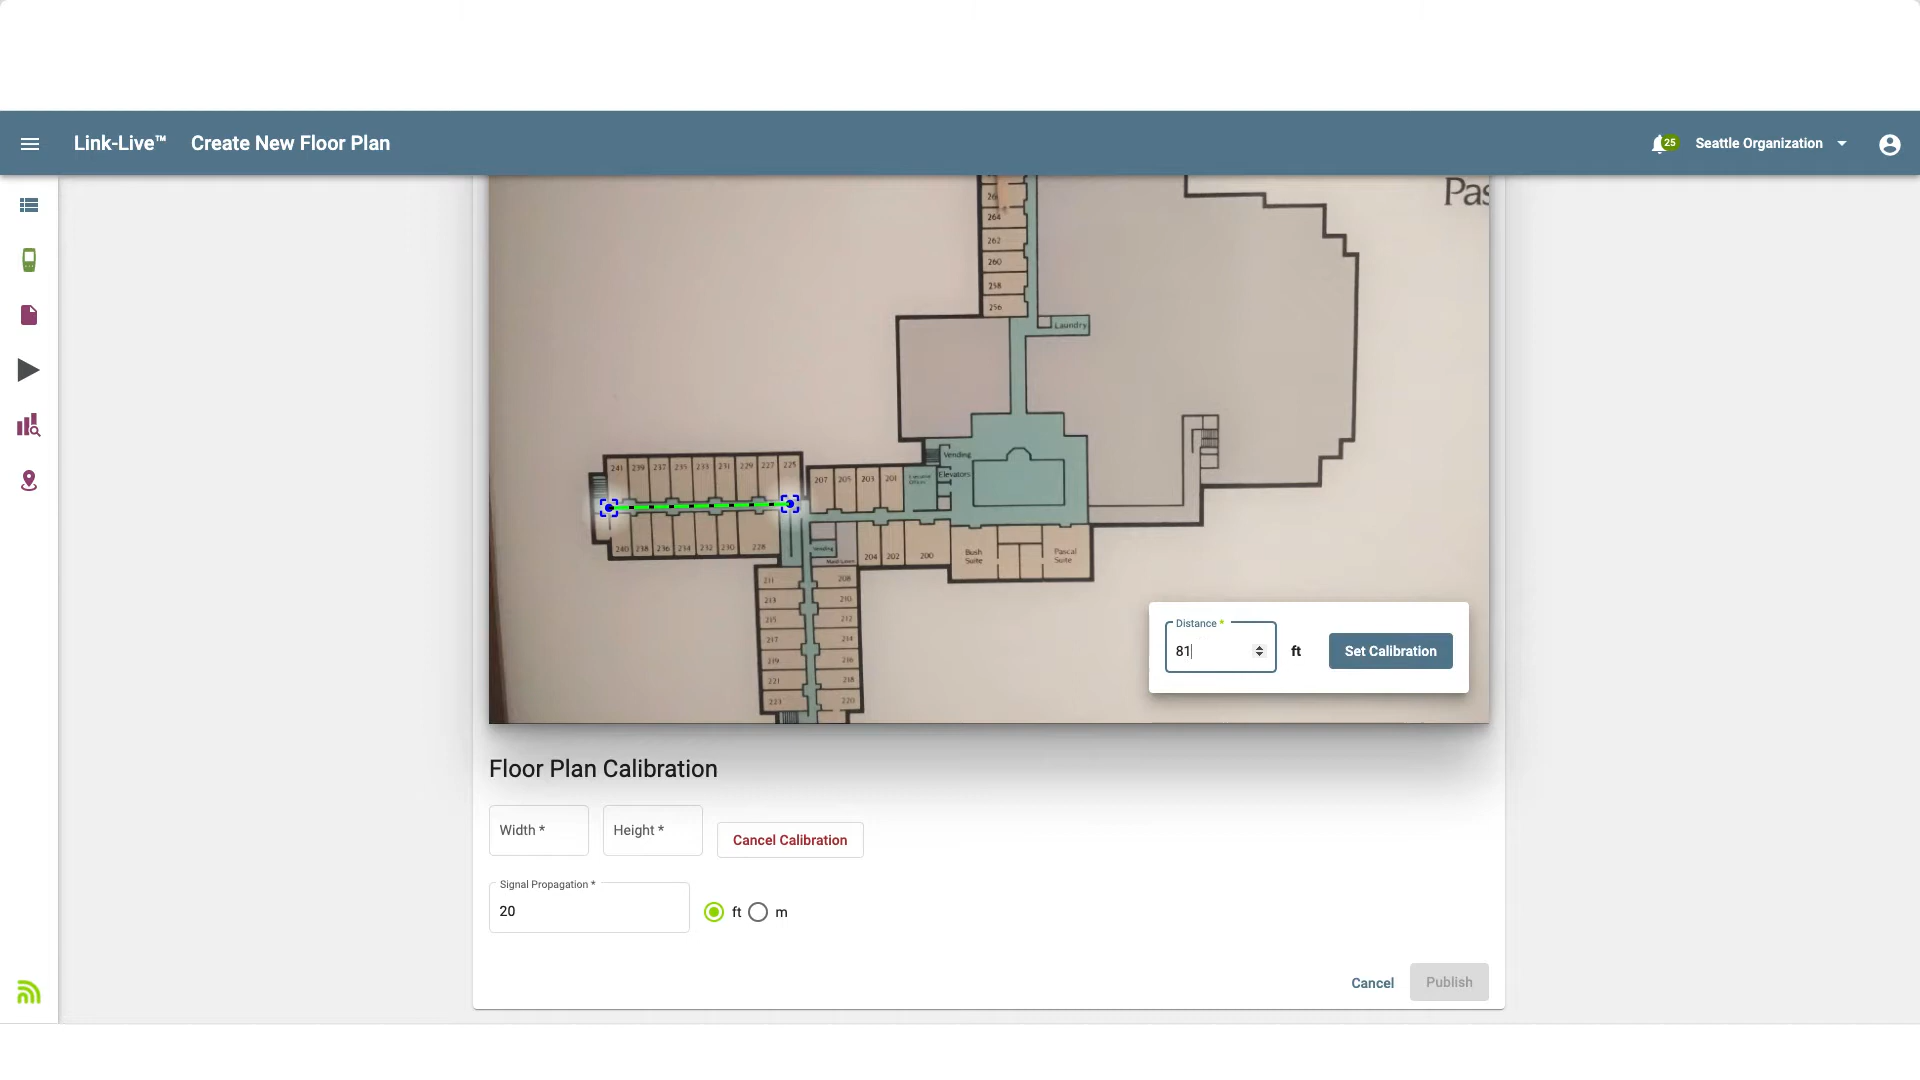 Link-Live™ Create New Floor Plan
25 Seattle Organization
Pas
264
262
260
258
256
Laundry
Vending
Elevators
241 239 237 235 233 231 229 227 225
207 205 203 201
Executive Offices
240 238 236 234 232 230 228
Vending
204 202 200
Bush Suite
Pascal Suite
211 208
213 210
215 212
217 214
219 216
221 218
223 220
Distance *
81 ft Set Calibration
Floor Plan Calibration
Width * Height * Cancel Calibration
Signal Propagation *
20 ft m
Cancel Publish